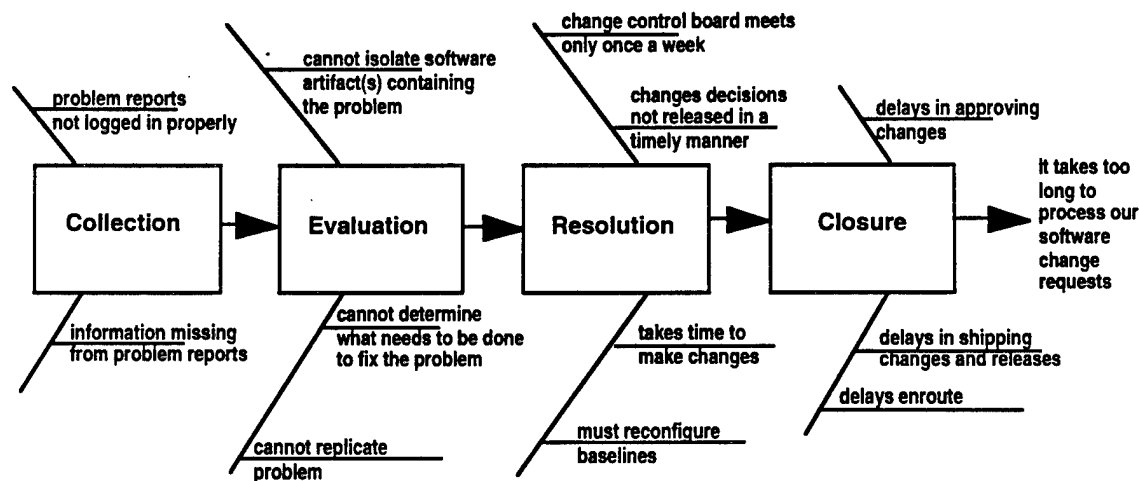 change control board meets
only once a week
cannot isolate software
artifact(s) containing
the problem
problem reports
not logged in properly
changes decisions
not released in a
timely manner
delays in approving
changes
Collection
Evaluation
Resolution
Closure
It takes too
long to
process our
software
change
requests
information missing
from problem reports
cannot determine
what needs to be done
to fix the problem
takes time to
make changes
delays in shipping
changes and releases
delays enroute
cannot replicate
problem
must reconfigure
baselines